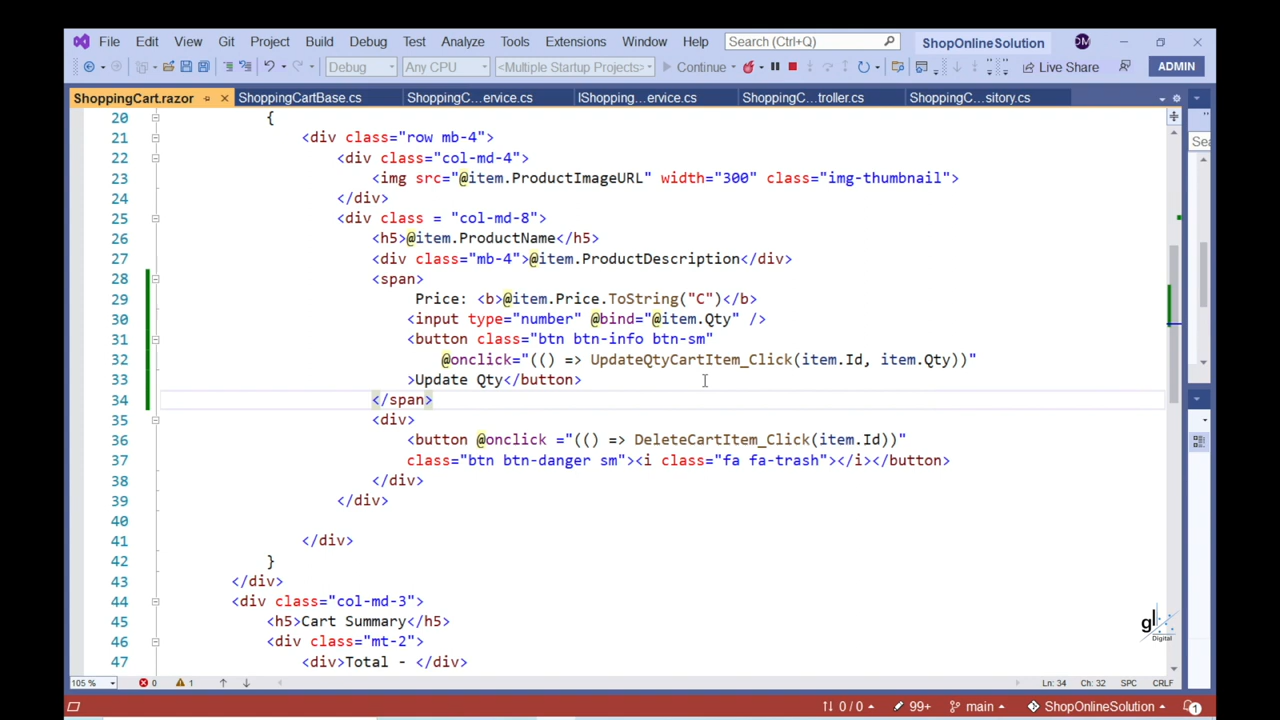 File Edit View Git Project Build Debug Test Analyze Tools Extensions Window Help Search (Ctrl+Q) ShopOnlineSolution DM
Debug Any CPU <Multiple Startup Projects> Continue Live Share ADMIN
ShoppingCart.razor ShoppingCartBase.cs ShoppingC...ervice.cs IShopping...ervice.cs ShoppingC...troller.cs ShoppingC...sitory.cs
20 {
21 <div class="row mb-4">
22 <div class="col-md-4">
23 <img src="@item.ProductImageURL" width="300" class="img-thumbnail">
24 </div>
25 <div class = "col-md-8">
26 <h5>@item.ProductName</h5>
27 <div class="mb-4">@item.ProductDescription</div>
28 <span>
29 Price: <b>@item.Price.ToString("C")</b>
30 <input type="number" @bind="@item.Qty" />
31 <button class="btn btn-info btn-sm"
32 @onclick="(() => UpdateQtyCartItem_Click(item.Id, item.Qty))"
33 >Update Qty</button>
34 </span>
35 <div>
36 <button @onclick ="(() => DeleteCartItem_Click(item.Id))"
37 class="btn btn-danger sm"><i class="fa fa-trash"></i></button>
38 </div>
39 </div>
40
41 </div>
42 }
43 </div>
44 <div class="col-md-3">
45 <h5>Cart Summary</h5>
46 <div class="mt-2">
47 <div>Total - </div>
gl Digital
105 % 0 1 Ln: 34 Ch: 32 SPC CRLF
0 / 0 99+ main ShopOnlineSolution 1